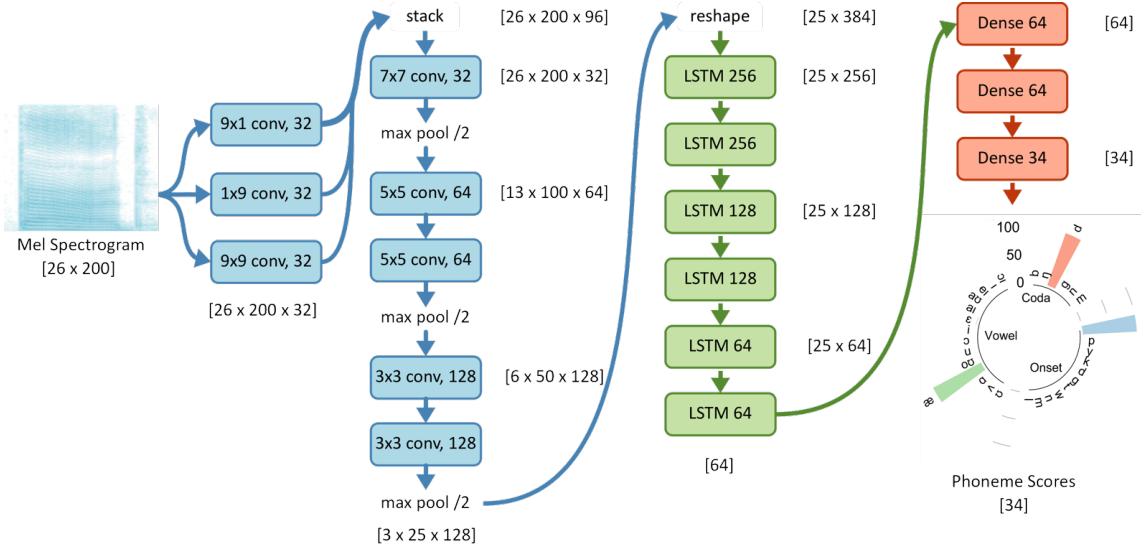 Mel Spectrogram
[26 x 200]
9x1 conv, 32
1x9 conv, 32
9x9 conv, 32
[26 x 200 x 32]
stack
[26 x 200 x 96]
7x7 conv, 32
[26 x 200 x 32]
max pool /2
5x5 conv, 64
[13 x 100 x 64]
5x5 conv, 64
max pool /2
3x3 conv, 128
[6 x 50 x 128]
3x3 conv, 128
max pool /2
[3 x 25 x 128]
reshape
[25 x 384]
LSTM 256
[25 x 256]
LSTM 256
LSTM 128
[25 x 128]
LSTM 128
LSTM 64
[25 x 64]
LSTM 64
[64]
Dense 64
[64]
Dense 64
Dense 34
[34]
100
50
0
Coda
Vowel
Onset
Phoneme Scores
[34]